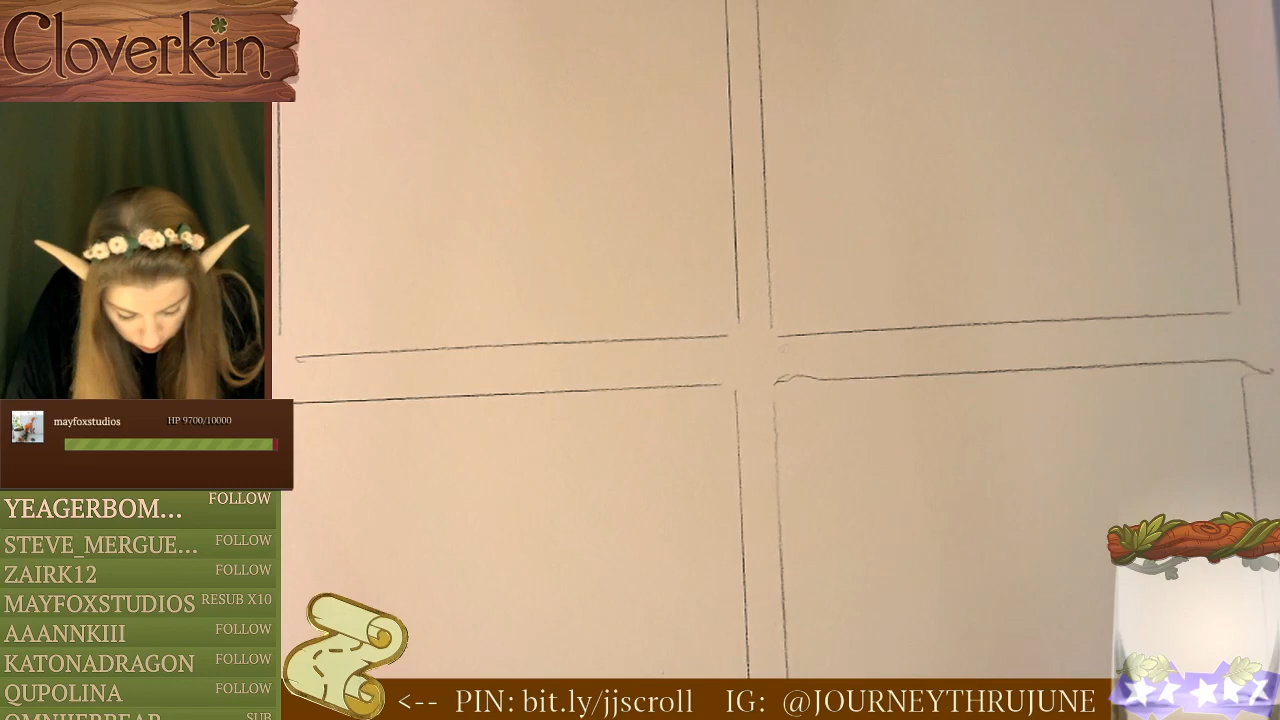 Cloverkin
mayfoxstudios HP 9700/10000
YEAGERBOM... FOLLOW
STEVE_MERGUE... FOLLOW
ZAIRK12 FOLLOW
MAYFOXSTUDIOS RESUB X10
AAANNKIII FOLLOW
KATONADRAGON FOLLOW
QUPOLINA FOLLOW
SUB
<-- PIN: bit.ly/jjscroll IG: @JOURNEYTHRUJUNE